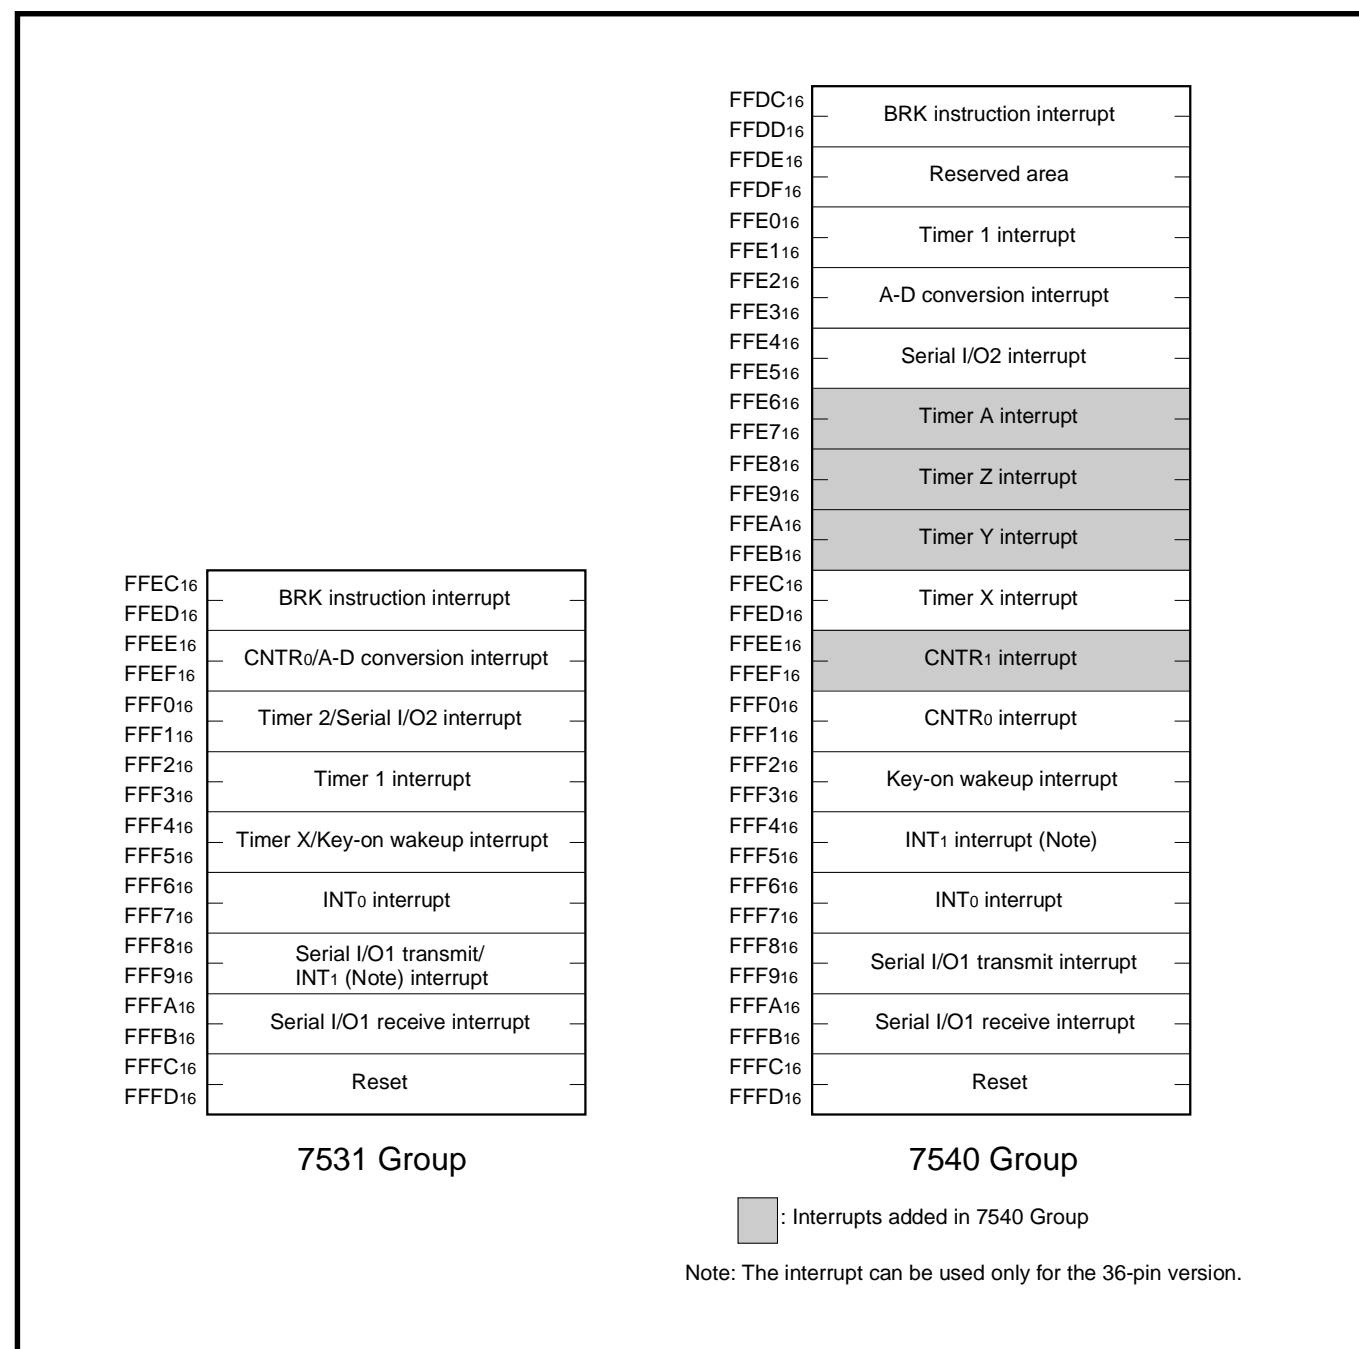 FFEC16
FFED16
BRK instruction interrupt
FFEE16
FFEF16
CNTR0/A-D conversion interrupt
FFF016
FFF116
Timer 2/Serial I/O2 interrupt
FFF216
FFF316
Timer 1 interrupt
FFF416
FFF516
Timer X/Key-on wakeup interrupt
FFF616
FFF716
INT0 interrupt
FFF816
FFF916
Serial I/O1 transmit/
INT1 (Note) interrupt
FFFA16
FFFB16
Serial I/O1 receive interrupt
FFFC16
FFFD16
Reset
7531 Group
FFDC16
FFDD16
BRK instruction interrupt
FFDE16
FFDF16
Reserved area
FFE016
FFE116
Timer 1 interrupt
FFE216
FFE316
A-D conversion interrupt
FFE416
FFE516
Serial I/O2 interrupt
FFE616
FFE716
Timer A interrupt
FFE816
FFE916
Timer Z interrupt
FFEA16
FFEB16
Timer Y interrupt
FFEC16
FFED16
Timer X interrupt
FFEE16
FFEF16
CNTR1 interrupt
FFF016
FFF116
CNTR0 interrupt
FFF216
FFF316
Key-on wakeup interrupt
FFF416
FFF516
INT1 interrupt (Note)
FFF616
FFF716
INT0 interrupt
FFF816
FFF916
Serial I/O1 transmit interrupt
FFFA16
FFFB16
Serial I/O1 receive interrupt
FFFC16
FFFD16
Reset
7540 Group
: Interrupts added in 7540 Group
Note: The interrupt can be used only for the 36-pin version.